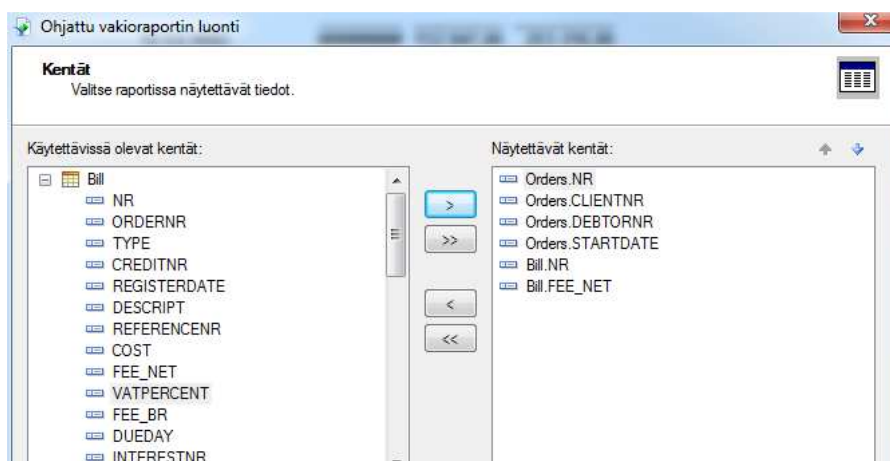 Ohjattu vakioraportin luonti
Kentät
Valitse raportissa näytettävät tiedot.
Käytettävissä olevat kentät:
Näytettävät kentät:
Bill
NR
ORDERNR
TYPE
CREDITNR
REGISTERDATE
DESCRIPT
REFERENCENR
COST
FEE_NET
VATPERCENT
FEE_BR
DUEDAY
INTERESTNR
>
>>
<
<<
Orders.NR
Orders.CLIENTNR
Orders.DEBTORNR
Orders.STARTDATE
Bill.NR
Bill.FEE_NET